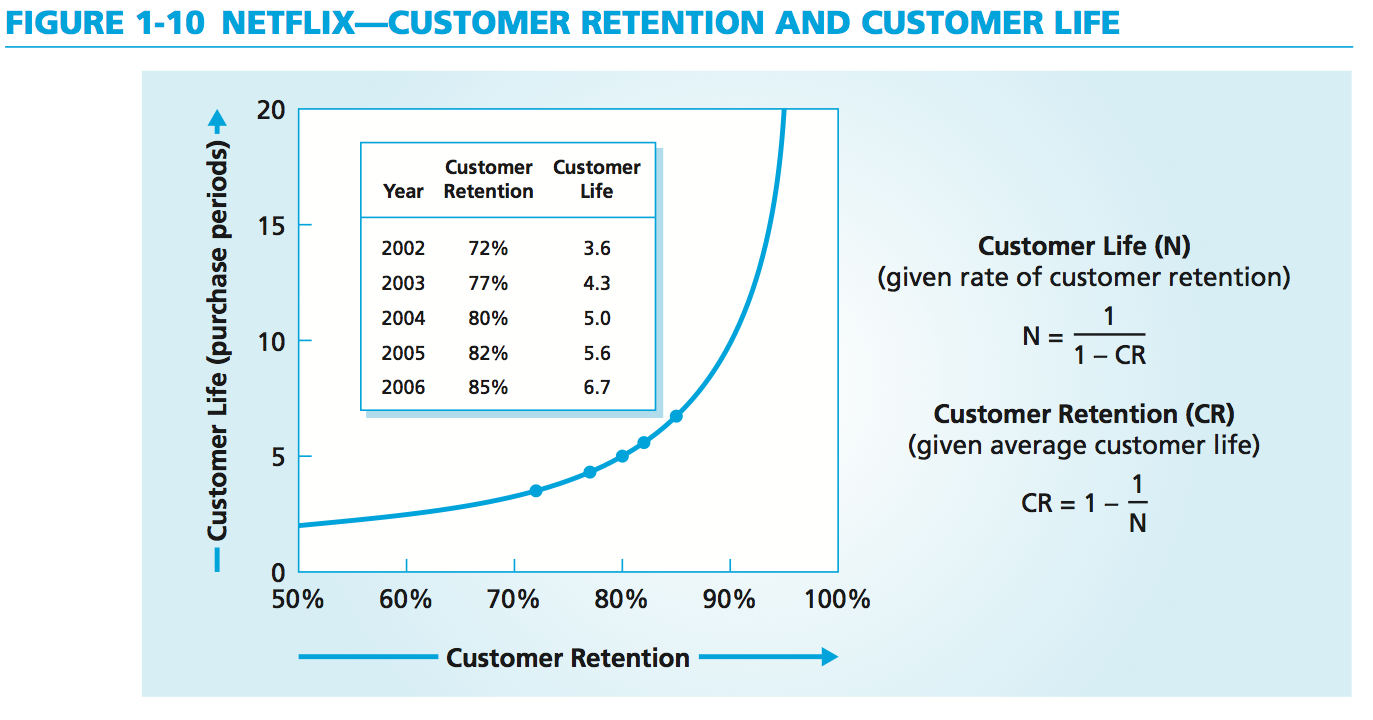 FIGURE 1-10 NETFLIX—CUSTOMER RETENTION AND CUSTOMER LIFE
Customer Life (purchase periods)
20
15
10
5
0
Year Customer Retention Customer Life
2002 72% 3.6
2003 77% 4.3
2004 80% 5.0
2005 82% 5.6
2006 85% 6.7
50% 60% 70% 80% 90% 100%
Customer Retention
Customer Life (N)
(given rate of customer retention)
N = 1 / 1 – CR
Customer Retention (CR)
(given average customer life)
CR = 1 – 1 / N